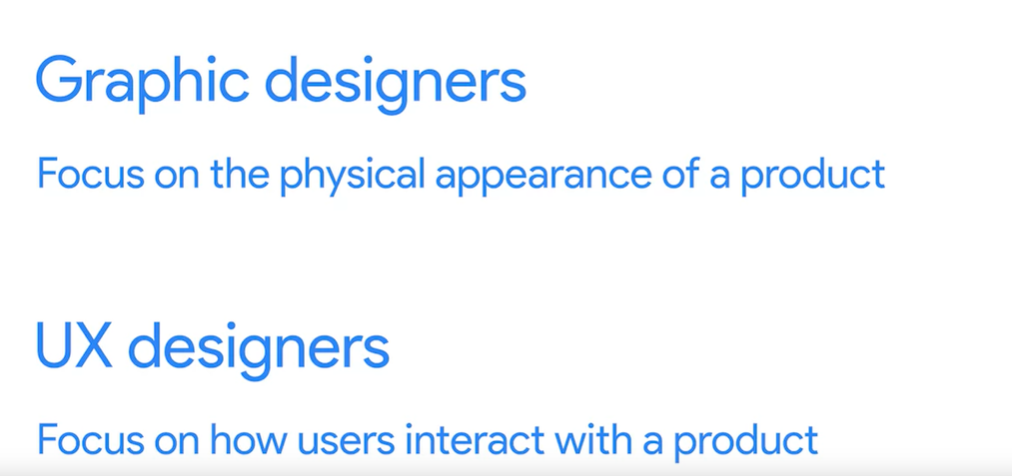 Graphic designers
Focus on the physical appearance of a product
UX designers
Focus on how users interact with a product